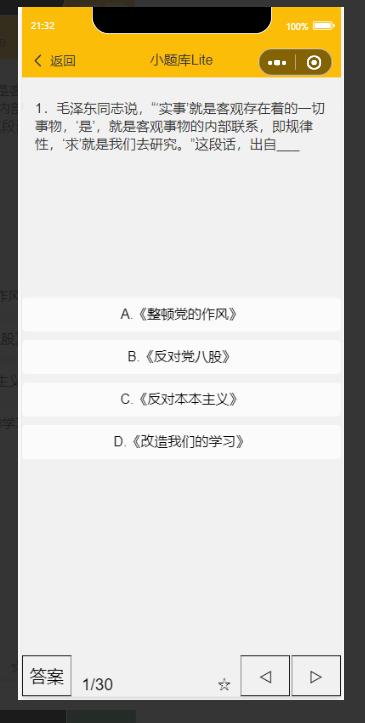 21:32
100%
返回
小题库Lite
1．毛泽东同志说，“‘实事’就是客观存在着的一切
事物，‘是’，就是客观事物的内部联系，即规律
性，‘求’就是我们去研究。”这段话，出自____
A.《整顿党的作风》
B.《反对党八股》
C.《反对本本主义》
D.《改造我们的学习》
答案
1/30